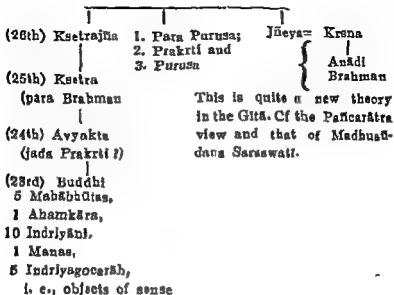 (26th) Ksetrajña
(25th) Ksetra
(para Brahman
(24th) Avyakta
(jada Prakrti ?)
(23rd) Buddhi
5 Mahābhūtas,
1 Ahamkāra,
10 Indriyāni,
1 Manas,
5 Indriyagocarāh,
i. e., objects of sense
1. Para Purusa;
2. Prakrti and
3. Purusa
Jñeya= Krsna
Anādi
Brahman
This is quite a new theory
in the Gītā. Cf the Pañcarātra
view and that of Madhusū-
dana Saraswatī.